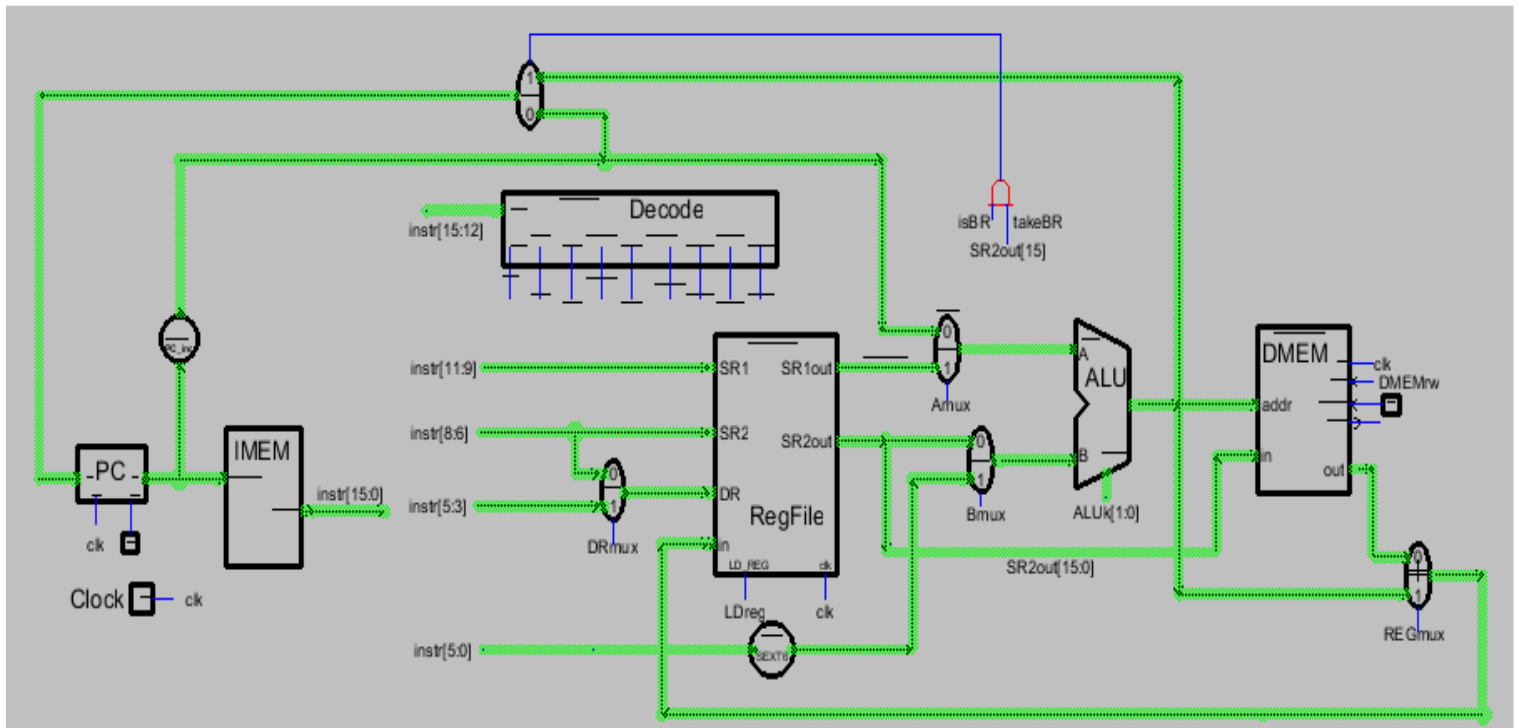 1
0
Decode
instr[15:12]
isBR takeBR
SR2out[15]
PC_inc
0
1
Amux
instr[11:9]
SR1
SR1out
A
ALU
DMEM
clk
DMEMrw
addr
instr[8:6]
SR2
SR2out
0
1
Bmux
B
in
out
PC
clk
IMEM
instr[15:0]
instr[5:3]
0
1
DRmux
DR
RegFile
in
LD_REG
clk
LDreg
clk
ALUk[1:0]
SR2out[15:0]
0
1
REGmux
Clock
clk
instr[5:0]
SEXT6